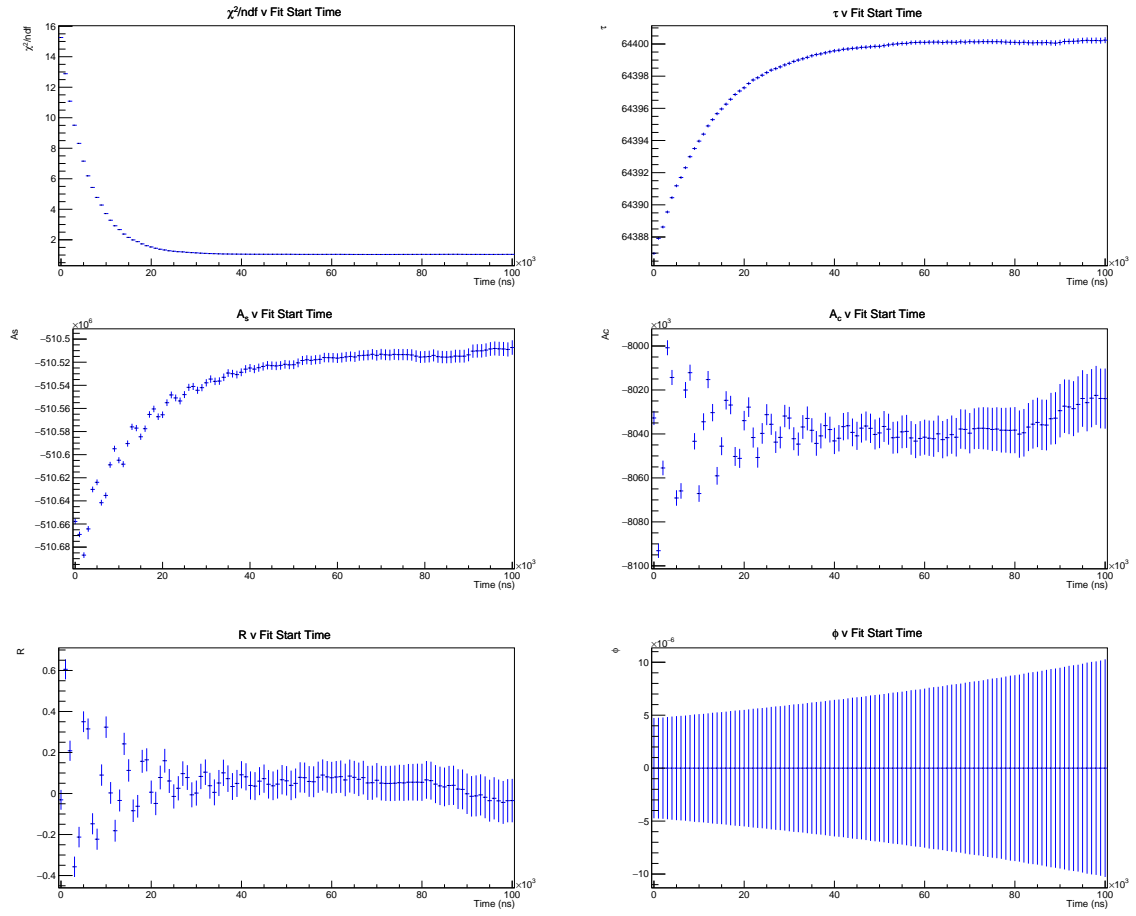 χ²/ndf v Fit Start Time
χ²/ndf
16
14
12
10
8
6
4
2
0 20 40 60 80 100
×10³
Time (ns)
τ v Fit Start Time
τ
64400
64398
64396
64394
64392
64390
64388
0 20 40 60 80 100
×10³
Time (ns)
Aₛ v Fit Start Time
×10⁶
As
−510.5
−510.52
−510.54
−510.56
−510.58
−510.6
−510.62
−510.64
−510.66
−510.68
0 20 40 60 80 100
×10³
Time (ns)
A_c v Fit Start Time
×10³
Ac
−8000
−8020
−8040
−8060
−8080
−8100
0 20 40 60 80 100
×10³
Time (ns)
R v Fit Start Time
R
0.6
0.4
0.2
0.0
−0.2
−0.4
0 20 40 60 80 100
×10³
Time (ns)
ϕ v Fit Start Time
×10⁻⁶
ϕ
10
5
0
−5
−10
0 20 40 60 80 100
×10³
Time (ns)